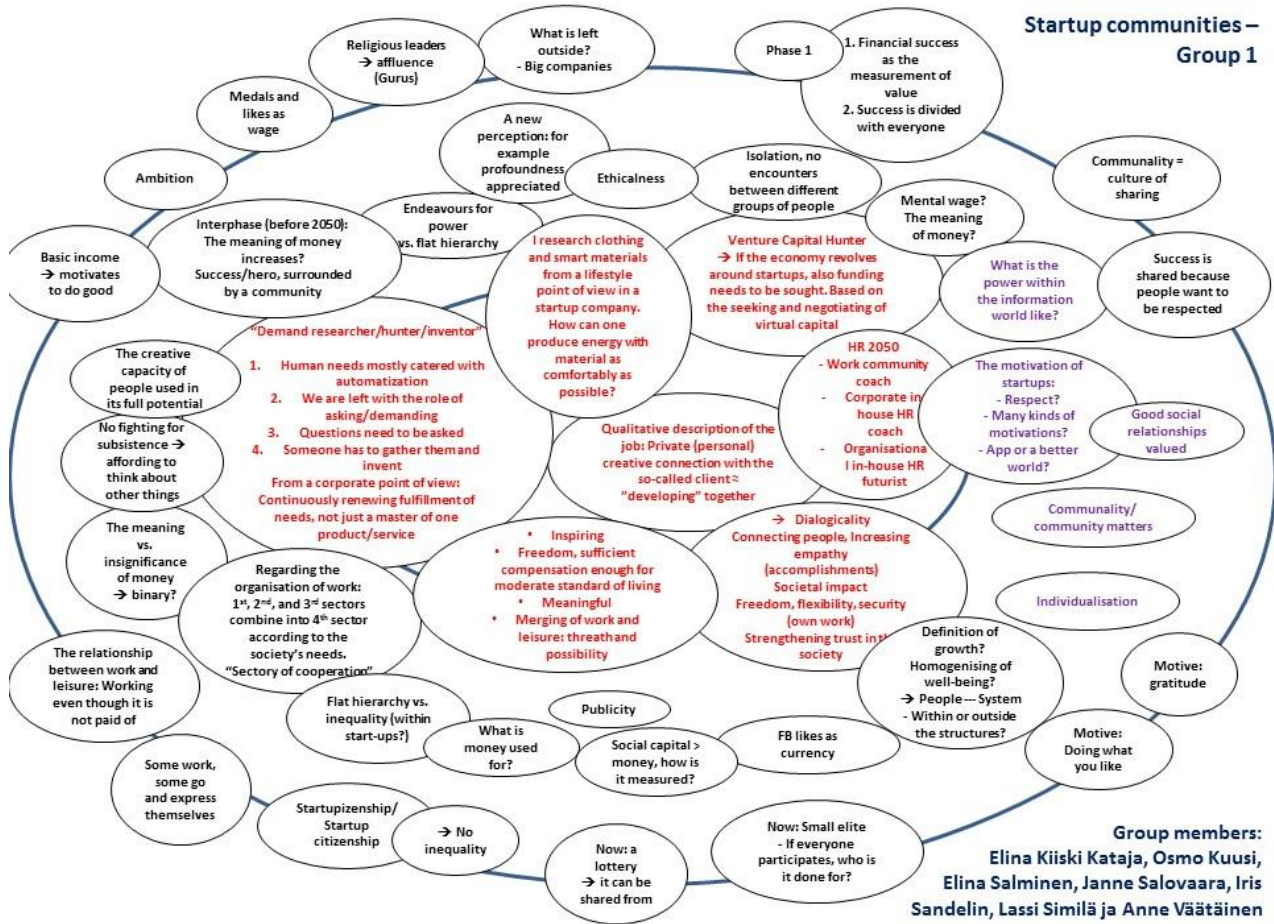 Startup communities –
Group 1
Religious leaders
→ affluence
(Gurus)
What is left
outside?
- Big companies
Phase 1
1. Financial success
as the
measurement of
value
2. Success is divided
with everyone
Medals and
likes as
wage
A new
perception: for
example
profoundness
appreciated
Ethicalness
Isolation, no
encounters
between different
groups of people
Communality =
culture of
sharing
Ambition
Mental wage?
The meaning
of money?
Interphase (before 2050):
The meaning of money
increases?
Success/hero, surrounded
by a community
Endeavours for
power
vs. flat hierarchy
I research clothing
and smart materials
from a lifestyle
point of view in a
startup company.
How can one
produce energy with
material as
comfortably as
possible?
Venture Capital Hunter
→ If the economy revolves
around startups, also funding
needs to be sought. Based on
the seeking and negotiating of
virtual capital
Basic income
→ motivates
to do good
What is the
power within
the information
world like?
Success is
shared because
people want to
be respected
“Demand researcher/hunter/inventor”
1. Human needs mostly catered with
automatization
2. We are left with the role of
asking/demanding
3. Questions need to be asked
4. Someone has to gather them and
invent
From a corporate point of view:
Continuously renewing fulfillment of
needs, not just a master of one
product/service
HR 2050
- Work community
coach
- Corporate in
house HR
coach
- Organisationa
l in-house HR
futurist
The creative
capacity of
people used in
its full potential
The motivation of
startups:
- Respect?
- Many kinds of
motivations?
- App or a better
world?
Good social
relationships
valued
No fighting for
subsistence →
affording to
think about
other things
Qualitative description of the
job: Private (personal)
creative connection with the
so-called client ≈
”developing” together
Communality/
community matters
The meaning
vs.
insignificance
of money
→ binary?
• Inspiring
• Freedom, sufficient
compensation enough for
moderate standard of living
• Meaningful
• Merging of work and
leisure: threath and
possibility
→ Dialogicality
Connecting people, Increasing
empathy
(accomplishments)
Societal impact
Freedom, flexibility, security
(own work)
Strengthening trust in th
society
Individualisation
Regarding the
organisation of work:
1st, 2nd, and 3rd sectors
combine into 4th sector
according to the
society’s needs.
“Sectory of cooperation”
The relationship
between work and
leisure: Working
even though it is
not paid of
Definition of
growth?
Homogenising of
well-being?
→ People --- System
- Within or outside
the structures?
Motive:
gratitude
Flat hierarchy vs.
inequality (within
start-ups?)
Publicity
What is
money used
for?
Social capital >
money, how is
it measured?
FB likes as
currency
Motive:
Doing what
you like
Some work,
some go
and express
themselves
Startupizenship/
Startup
citizenship
→ No
inequality
Now: a
lottery
→ it can be
shared from
Now: Small elite
- If everyone
participates, who is
it done for?
Group members:
Elina Kiiski Kataja, Osmo Kuusi,
Elina Salminen, Janne Salovaara, Iris
Sandelin, Lassi Similä ja Anne Väätäinen